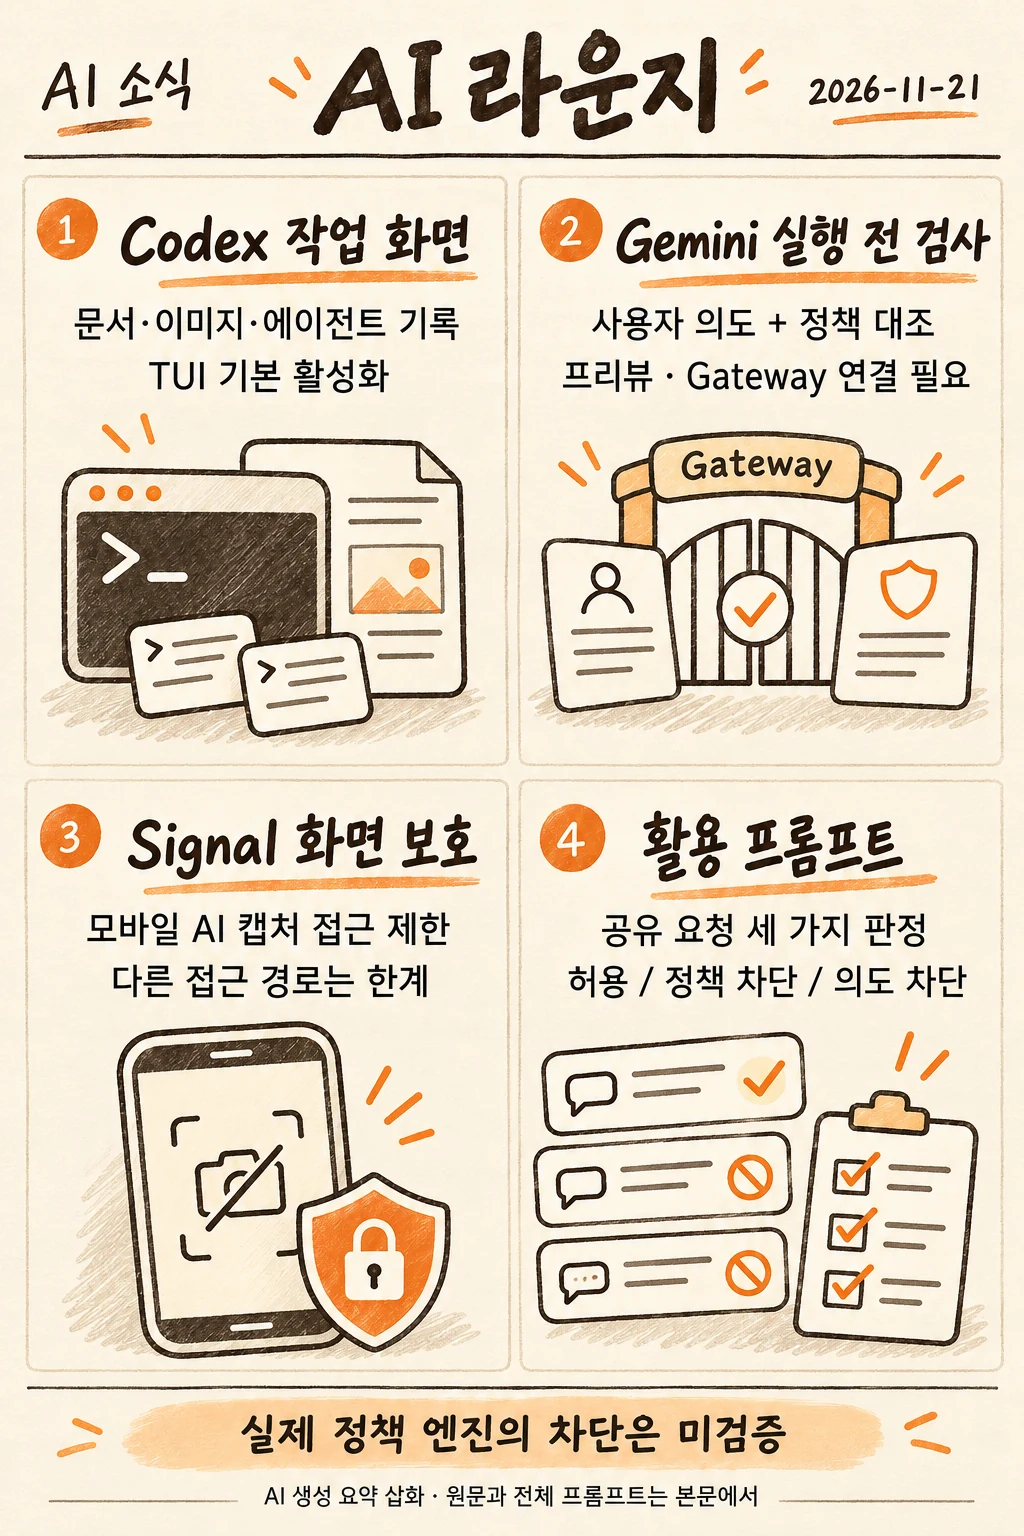 AI 소식
AI 라운지
2026-11-21
1
Codex 작업 화면
문서·이미지·에이전트 기록
TUI 기본 활성화
2
Gemini 실행 전 검사
사용자 의도 + 정책 대조
프리뷰 · Gateway 연결 필요
Gateway
3
Signal 화면 보호
모바일 AI 캡처 접근 제한
다른 접근 경로는 한계
4
활용 프롬프트
공유 요청 세 가지 판정
허용 / 정책 차단 / 의도 차단
실제 정책 엔진의 차단은 미검증
AI 생성 요약 삽화 · 원문과 전체 프롬프트는 본문에서